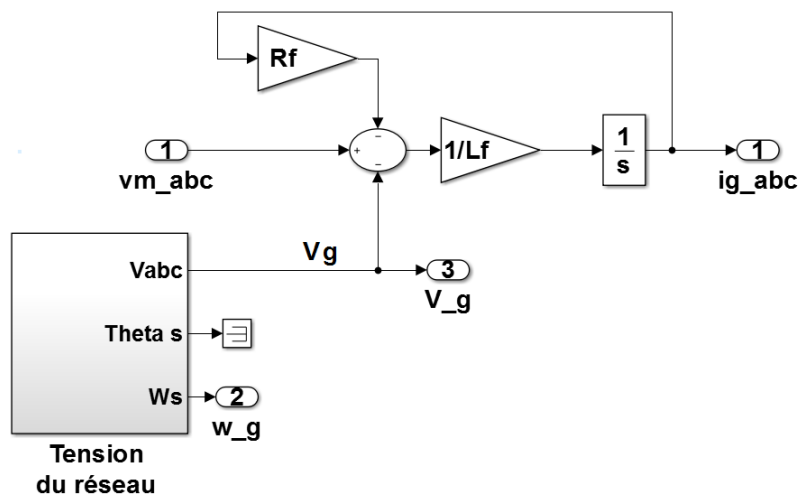 Rf
−
1
+
−
1/Lf
1
s
1
vm_abc
ig_abc
Vg
Vabc
3
V_g
Theta s
Ws
2
w_g
Tension
du réseau